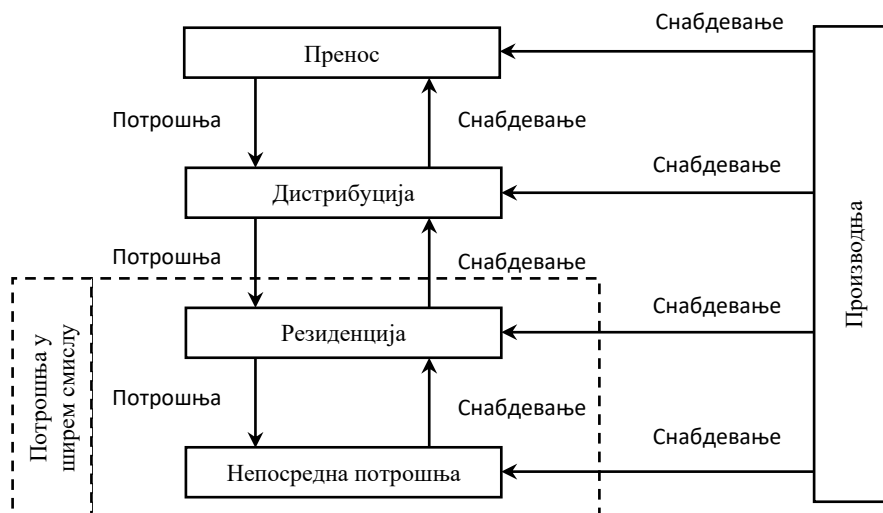 Снабдевање
Пренос
Потрошња
Снабдевање
Снабдевање
Дистрибуција
Потрошња
Снабдевање
Снабдевање
Резиденција
Потрошња
Снабдевање
Снабдевање
Непосредна потрошња
Потрошња у
ширем смислу
Производња